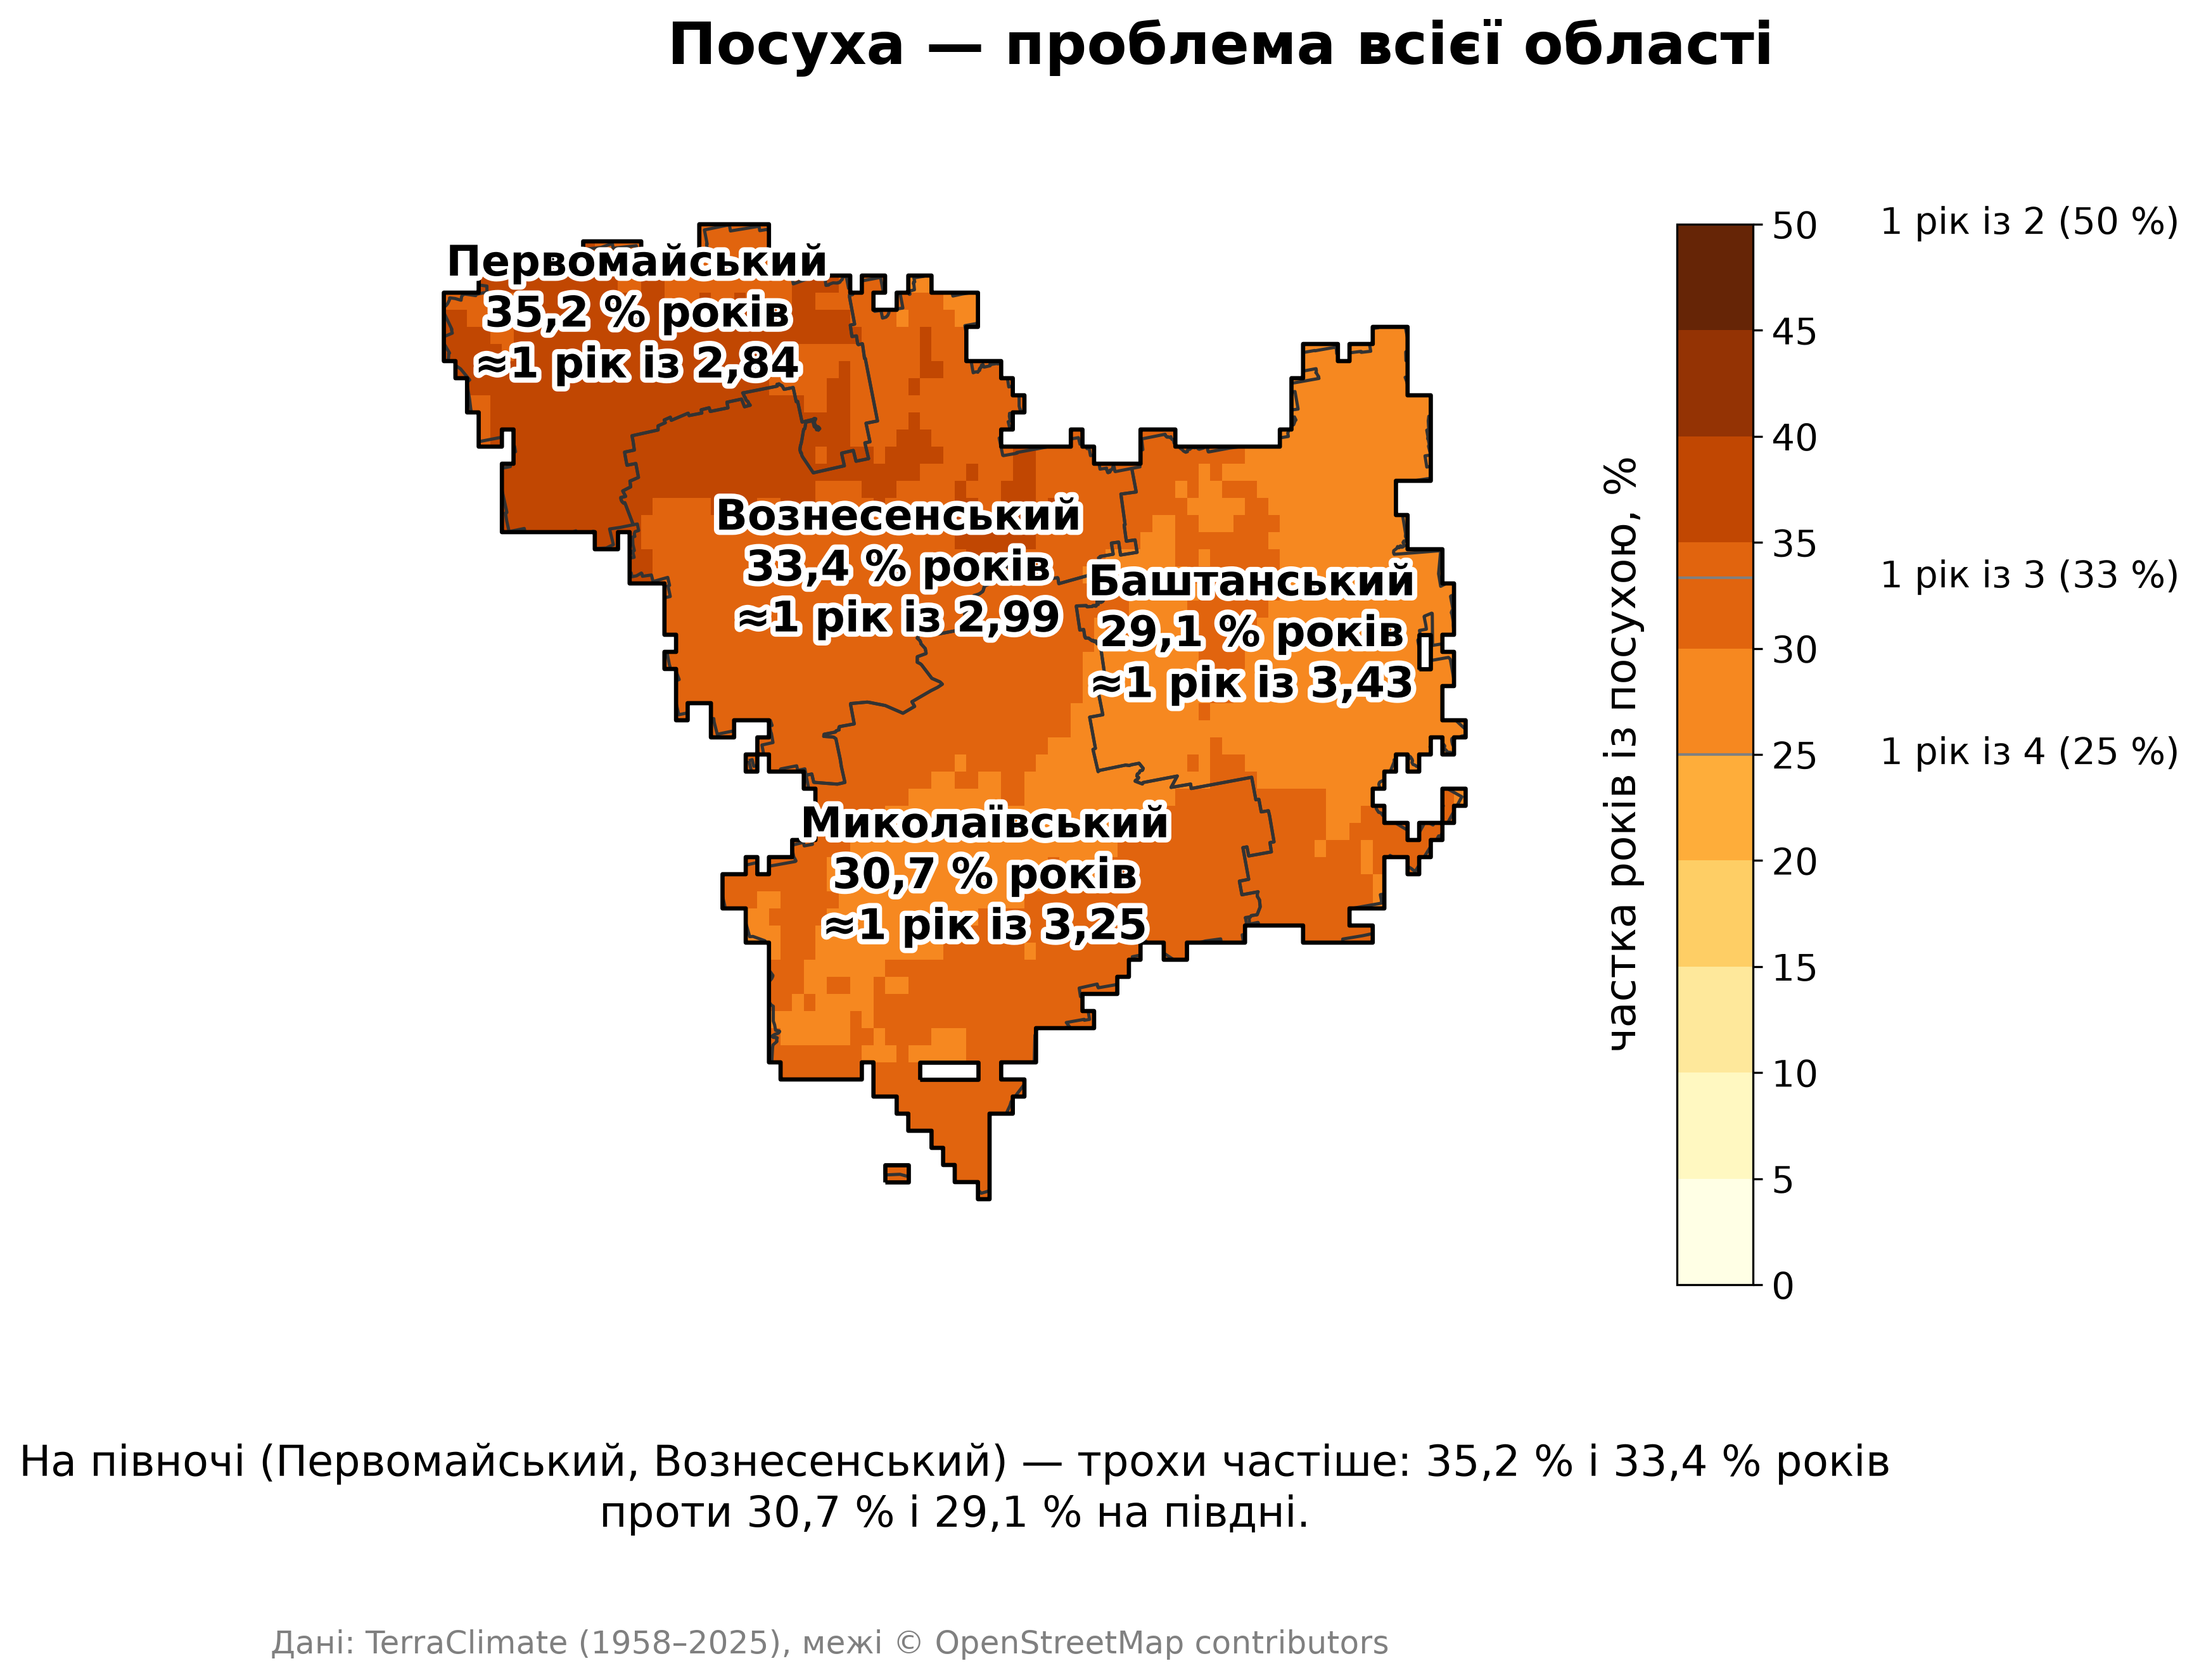 Посуха — проблема всієї області
Первомайський
35,2 % років
≈1 рік із 2,84
Вознесенський
33,4 % років
≈1 рік із 2,99
Баштанський
29,1 % років
≈1 рік із 3,43
Миколаївський
30,7 % років
≈1 рік із 3,25
частка років із посухою, %
50
45
40
35
30
25
20
15
10
5
0
1 рік із 2 (50 %)
1 рік із 3 (33 %)
1 рік із 4 (25 %)
На півночі (Первомайський, Вознесенський) — трохи частіше: 35,2 % і 33,4 % років
проти 30,7 % і 29,1 % на півдні.
Дані: TerraClimate (1958–2025), межі © OpenStreetMap contributors